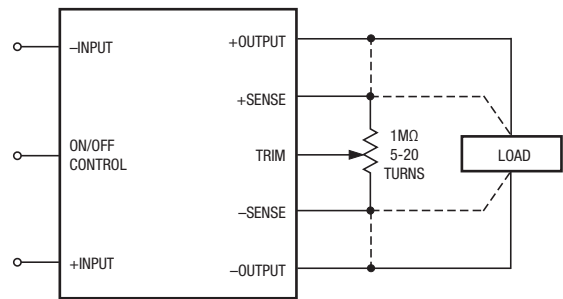 –INPUT
ON/OFF
CONTROL
+INPUT
+OUTPUT
+SENSE
TRIM
–SENSE
–OUTPUT
1MΩ
5-20
TURNS
LOAD